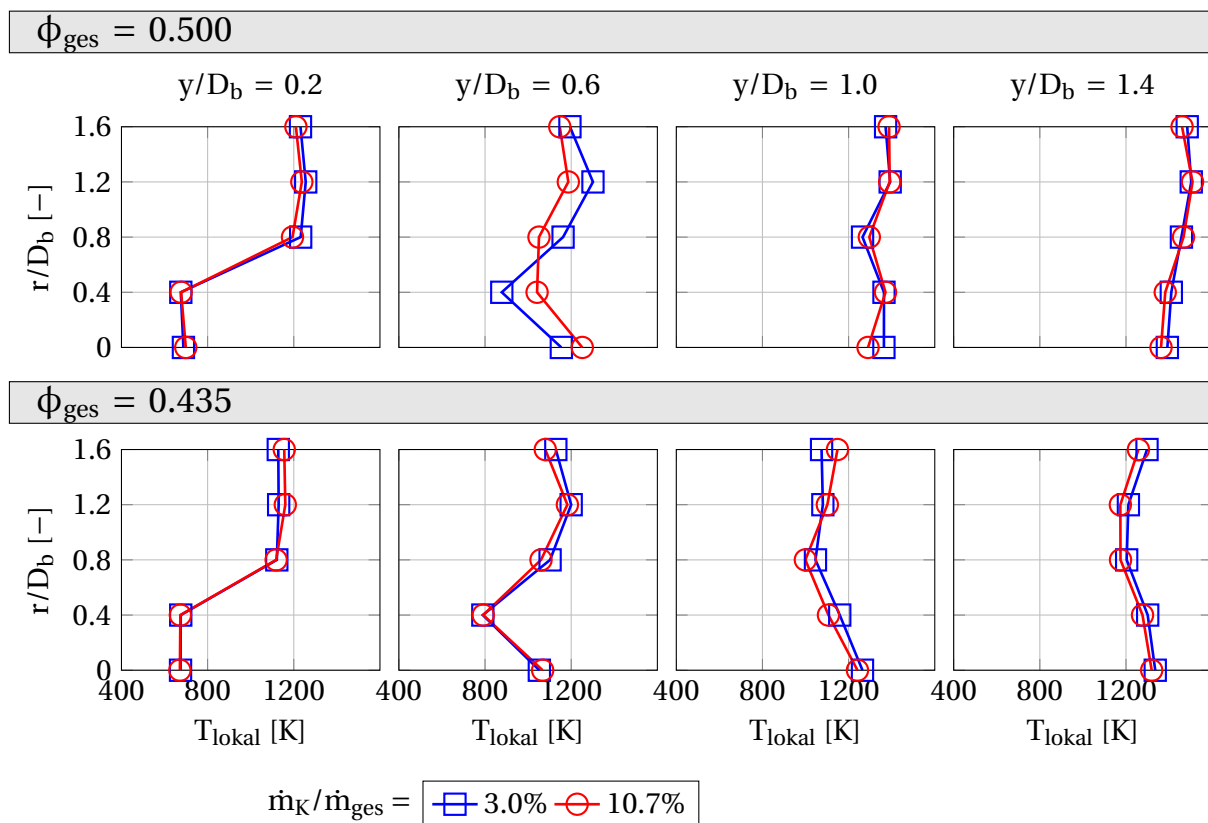 ϕges = 0.500
y/Db = 0.2 y/Db = 0.6 y/Db = 1.0 y/Db = 1.4
1.6
1.2
0.8
0.4
0
r/Db [−]
ϕges = 0.435
1.6
1.2
0.8
0.4
0
r/Db [−]
400 800 1200 400 800 1200 400 800 1200 400 800 1200
Tlokal [K] Tlokal [K] Tlokal [K] Tlokal [K]
ṁK/ṁges = 3.0% 10.7%